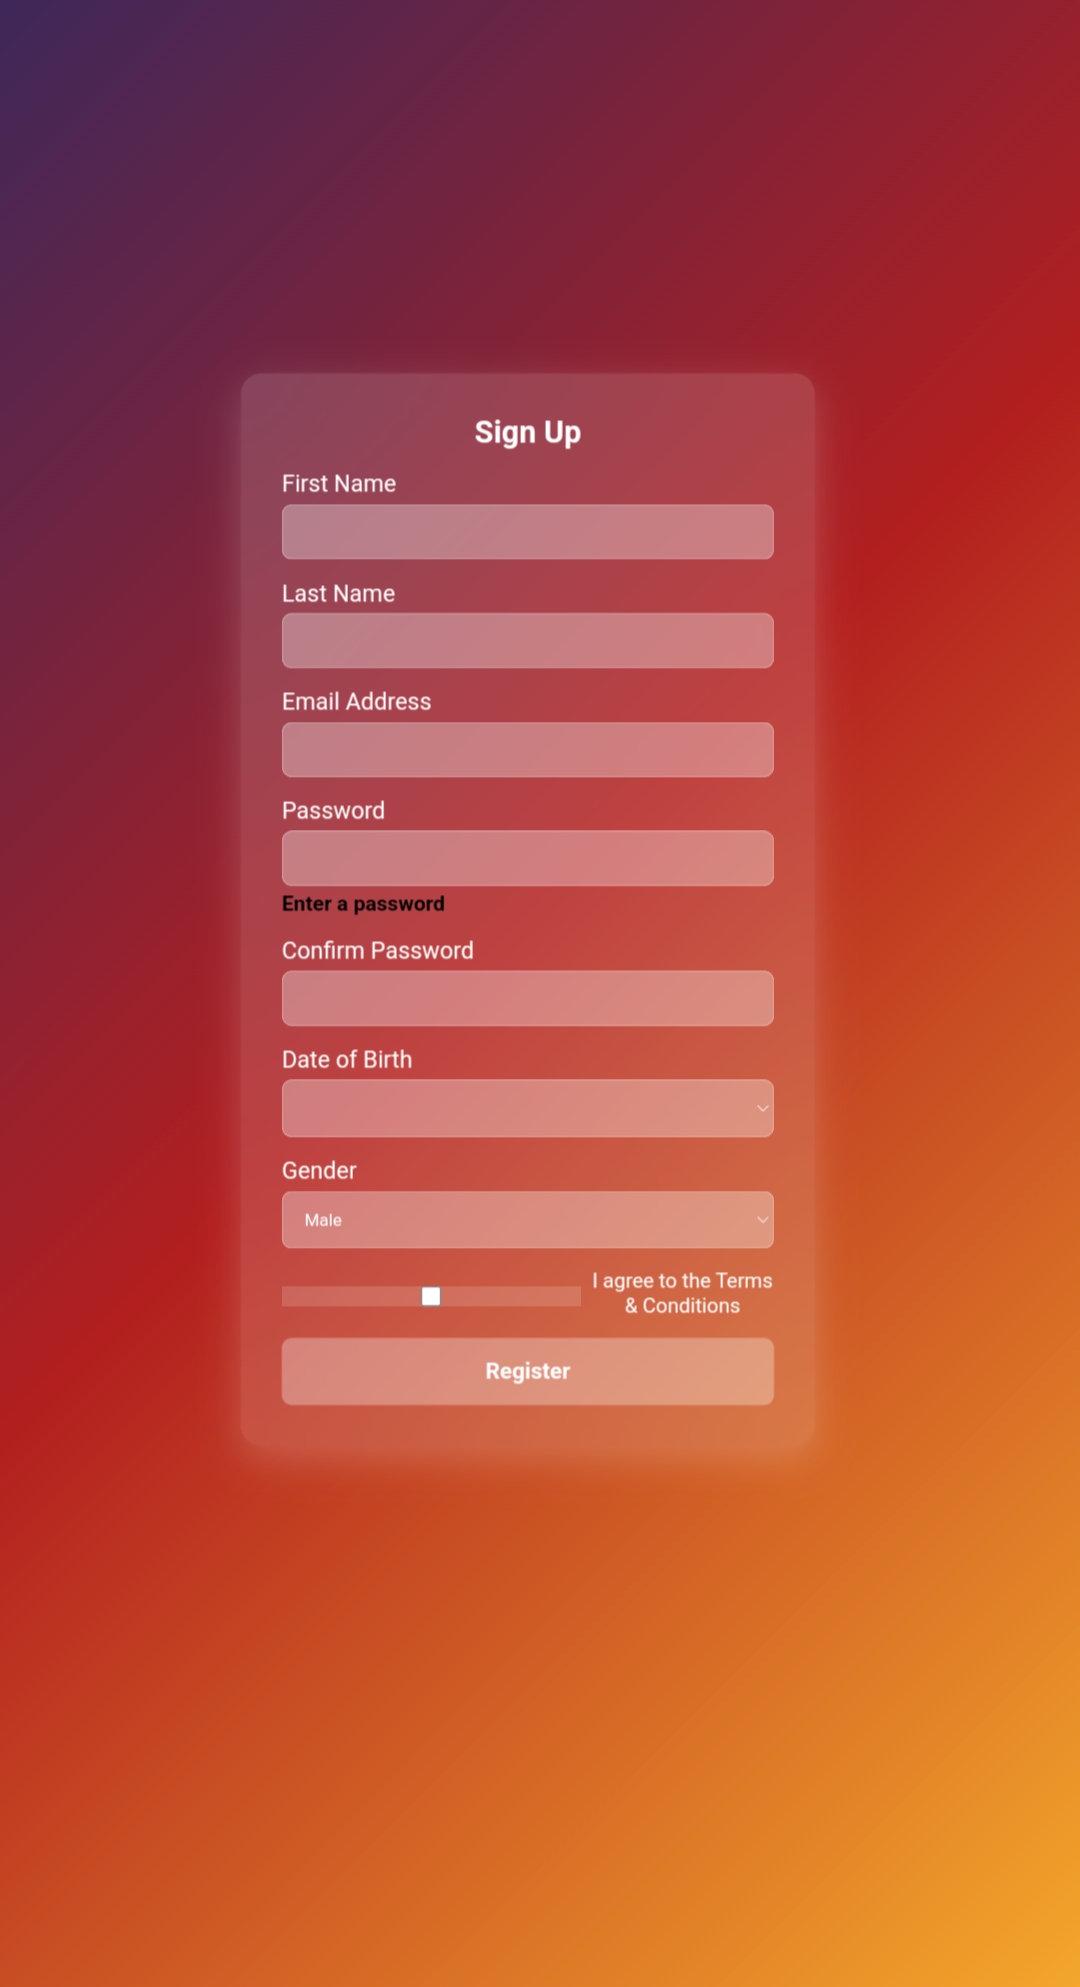 Sign Up
First Name
Last Name
Email Address
Password
Enter a password
Confirm Password
Date of Birth
Gender
Male
I agree to the Terms
& Conditions
Register